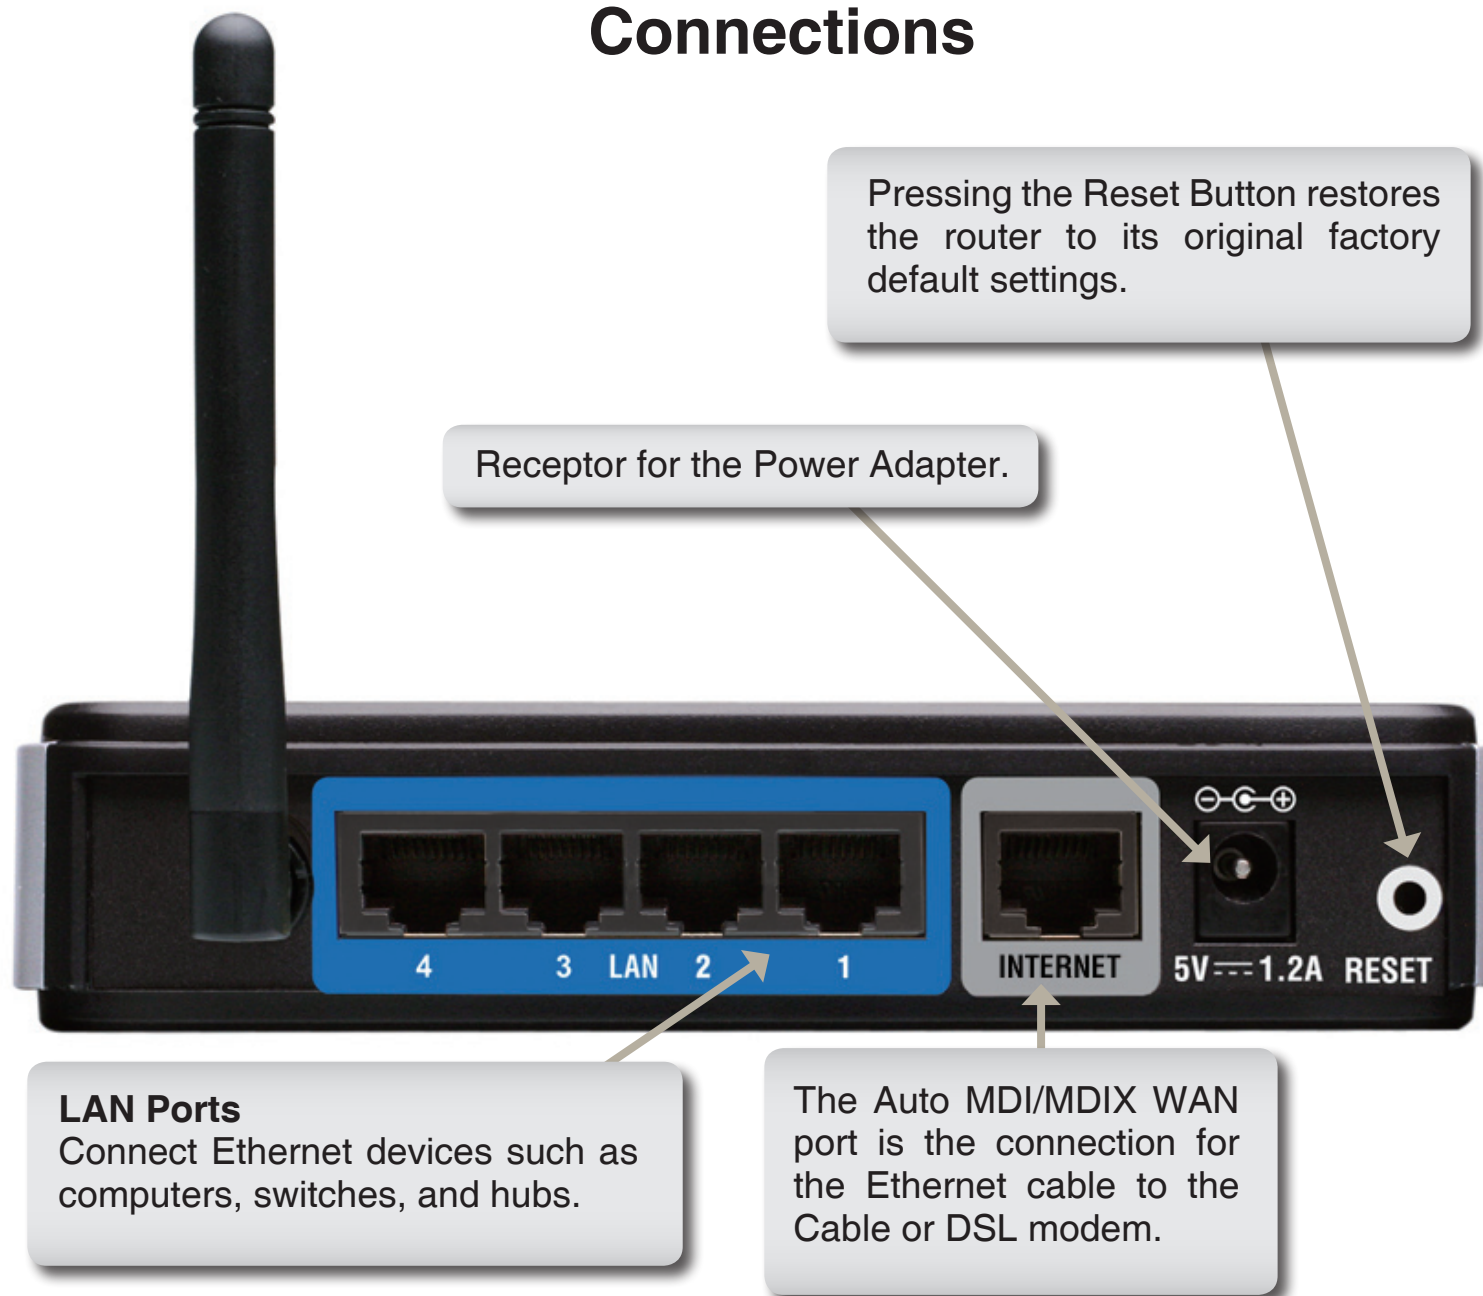 Connections
Pressing the Reset Button restores
the router to its original factory
default settings.
Receptor for the Power Adapter.
4 3 LAN 2 1
INTERNET
5V⎓1.2A RESET
LAN Ports
Connect Ethernet devices such as
computers, switches, and hubs.
The Auto MDI/MDIX WAN
port is the connection for
the Ethernet cable to the
Cable or DSL modem.